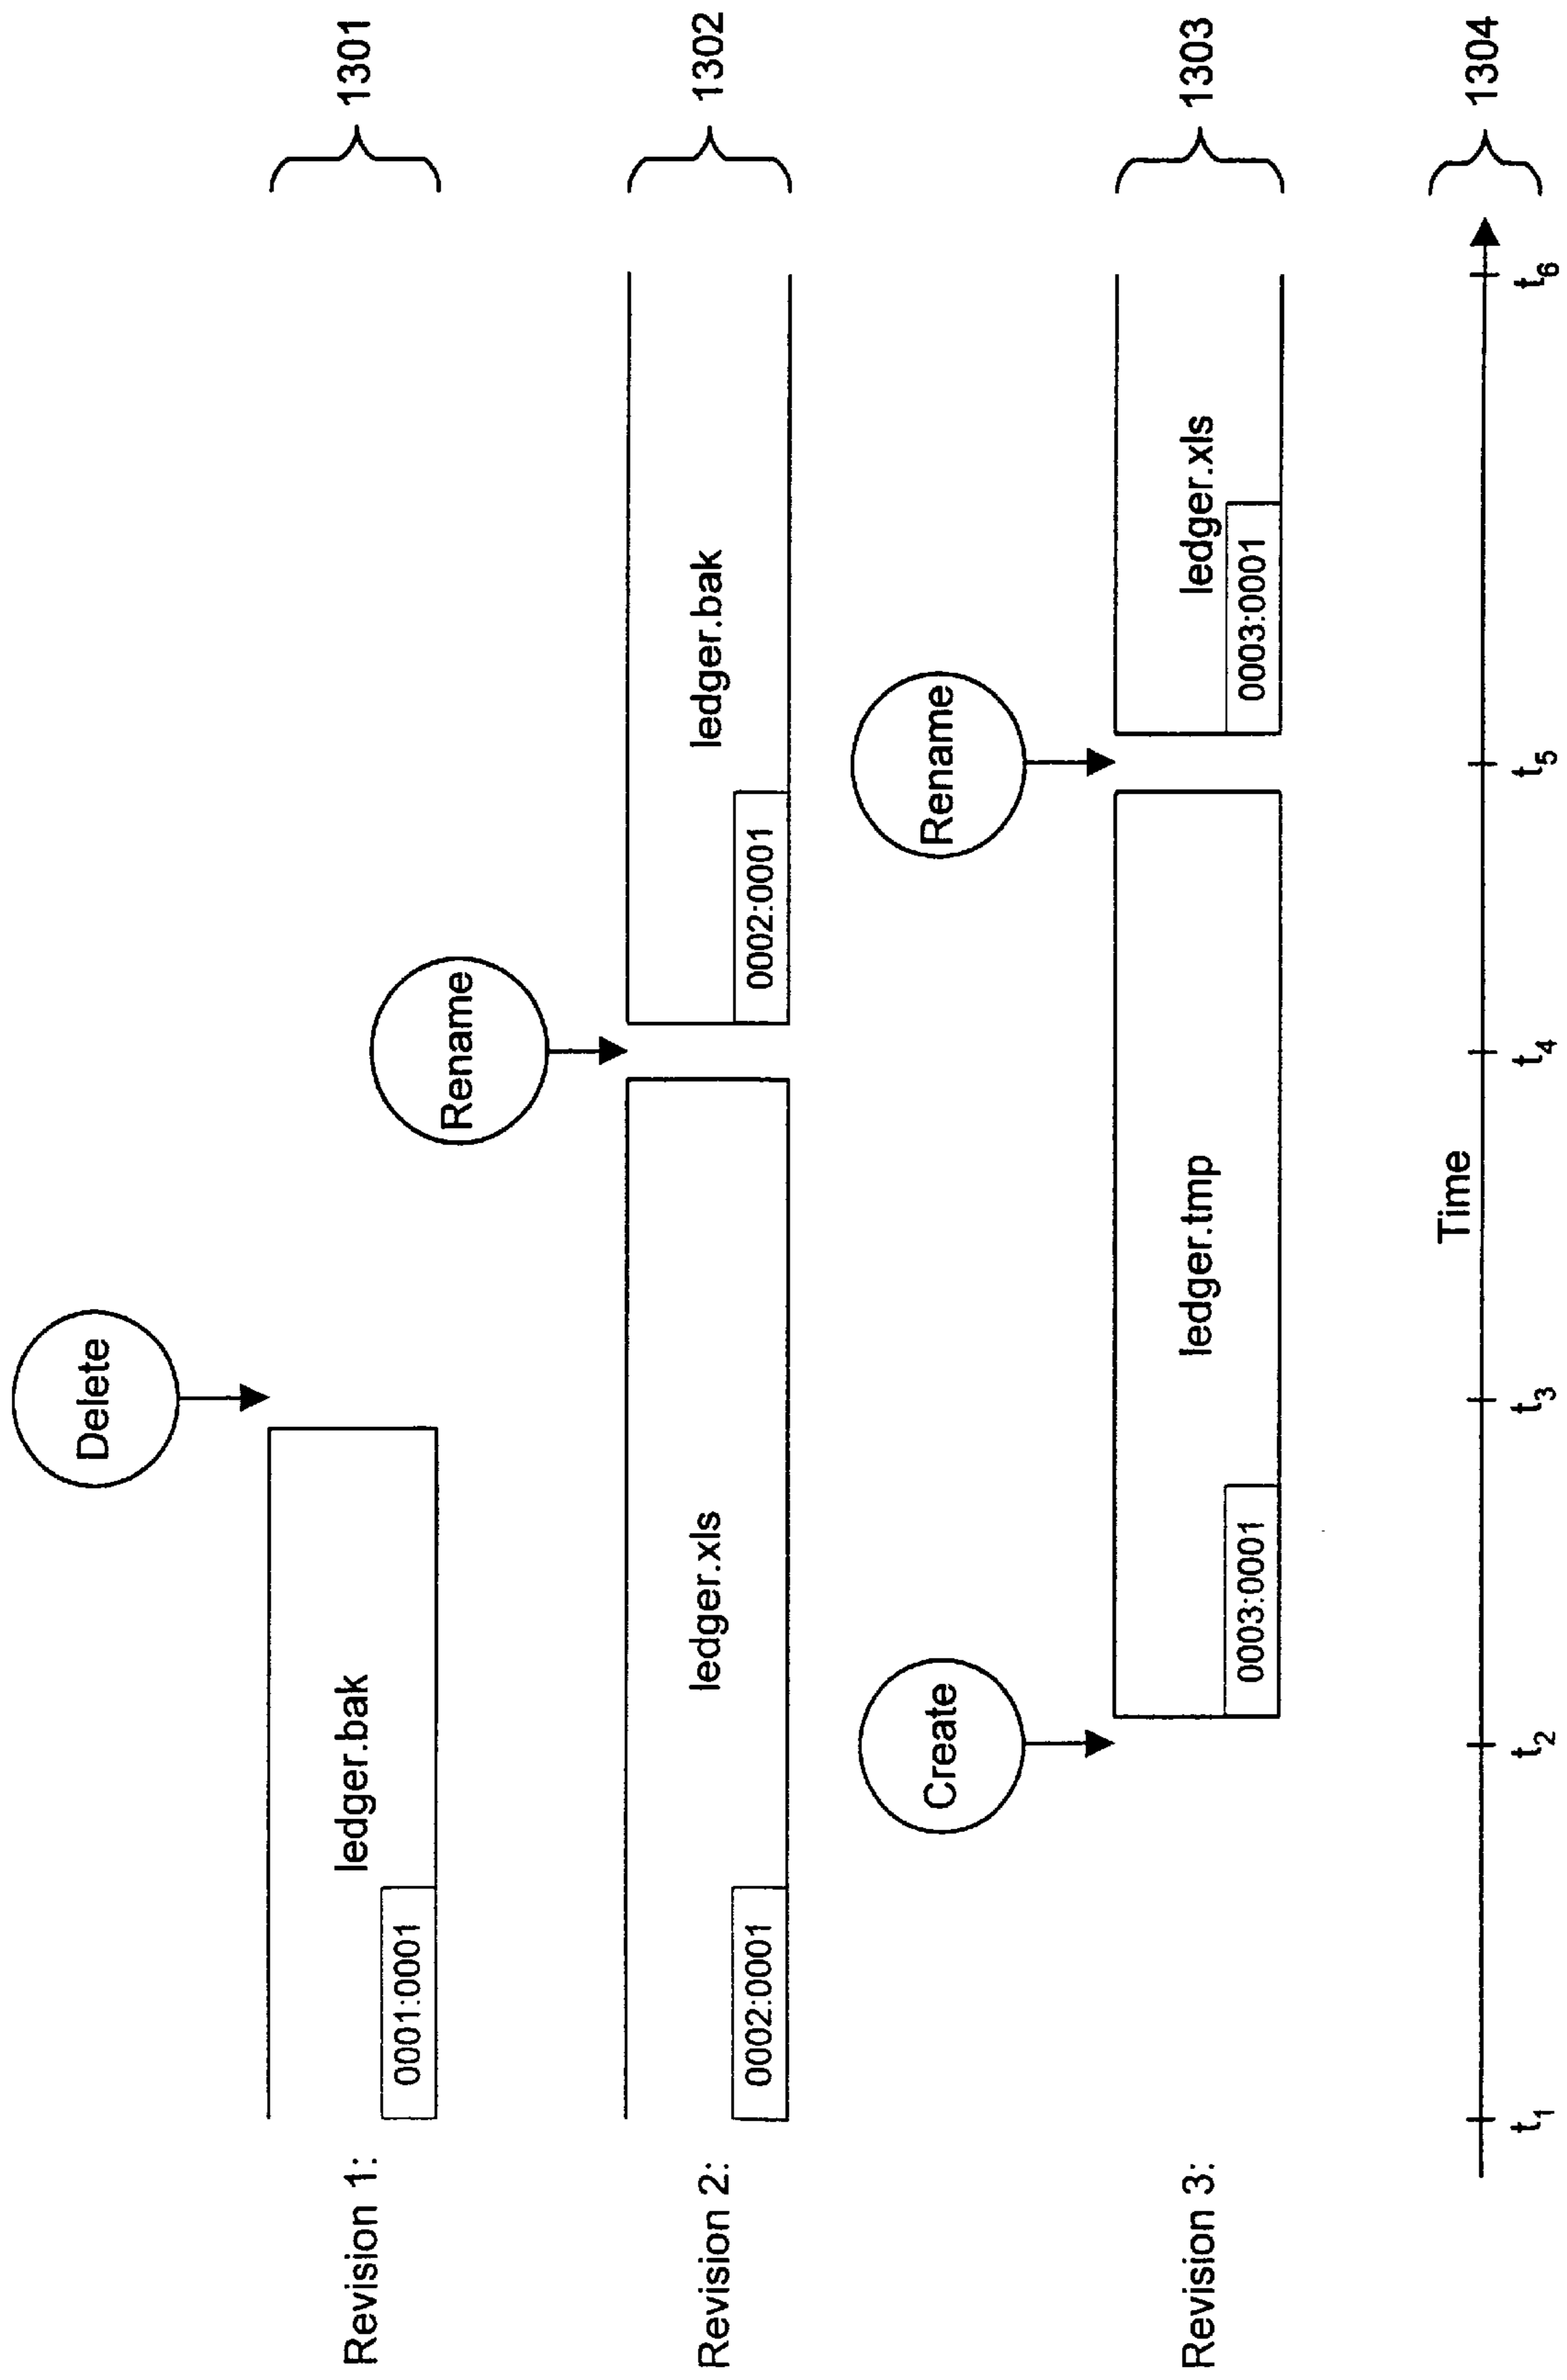 Delete
Revision 1:
0001:0001
ledger.bak
1301
Rename
Revision 2:
0002:0001
ledger.xls
0002:0001
ledger.bak
1302
Create
Rename
Revision 3:
0003:0001
ledger.tmp
0003:0001
ledger.xls
1303
Time
1304
t1 t2 t3 t4 t5 t6